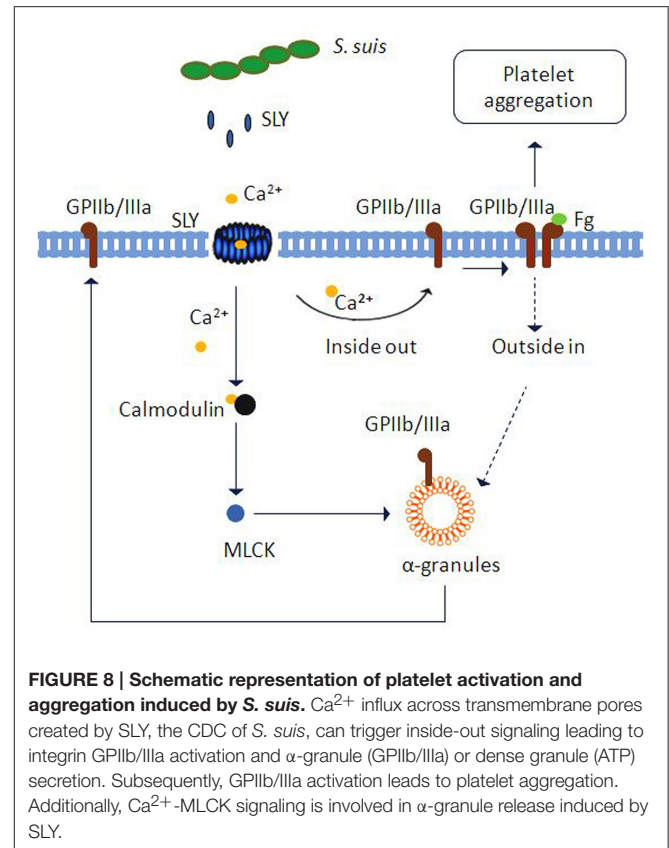 S. suis
Platelet
aggregation
SLY
Ca²⁺
GPIIb/IIIa
SLY
GPIIb/IIIa
GPIIb/IIIa
Fg
Ca²⁺
Ca²⁺
Inside out
Outside in
Calmodulin
GPIIb/IIIa
MLCK
α-granules
FIGURE 8 | Schematic representation of platelet activation and
aggregation induced by S. suis. Ca²⁺ influx across transmembrane pores
created by SLY, the CDC of S. suis, can trigger inside-out signaling leading to
integrin GPIIb/IIIa activation and α-granule (GPIIb/IIIa) or dense granule (ATP)
secretion. Subsequently, GPIIb/IIIa activation leads to platelet aggregation.
Additionally, Ca²⁺-MLCK signaling is involved in α-granule release induced by
SLY.